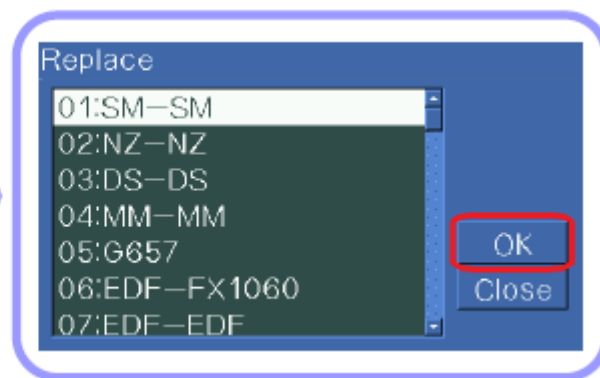 Replace
01:SM-SM
02:NZ-NZ
03:DS-DS
04:MM-MM
05:G657
06:EDF-FX1060
07:EDF-EDF
OK
Close